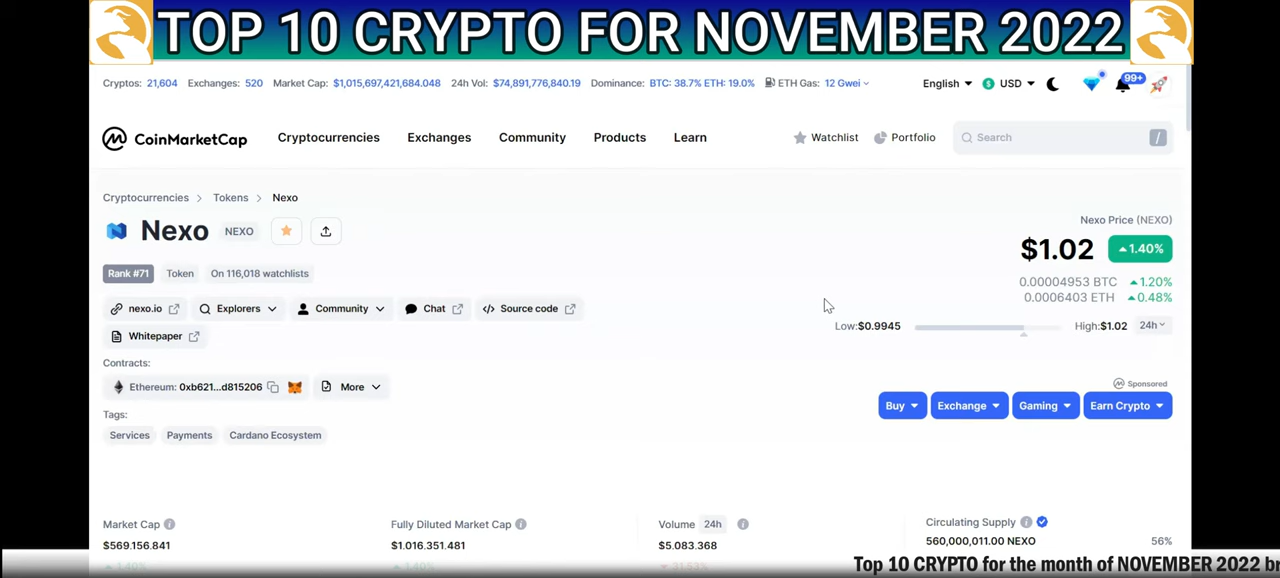 TOP 10 CRYPTO FOR NOVEMBER 2022
Cryptos: 21,604 Exchanges: 520 Market Cap: $1,015,697,421,684.048 24h Vol: $74,891,776,840.19 Dominance: BTC: 38.7% ETH: 19.0% ETH Gas: 12 Gwei English USD 99+
CoinMarketCap Cryptocurrencies Exchanges Community Products Learn Watchlist Portfolio Search /
Cryptocurrencies > Tokens > Nexo
Nexo Price (NEXO)
Nexo NEXO
$1.02 1.40%
Rank #71 Token On 116,018 watchlists
0.00004953 BTC 1.20%
0.0006403 ETH 0.48%
nexo.io Explorers Community Chat Source code
Low:$0.9945 High:$1.02 24h
Whitepaper
Contracts:
Ethereum: 0xb621...d815206 More
Sponsored
Buy Exchange Gaming Earn Crypto
Tags:
Services Payments Cardano Ecosystem
Market Cap Fully Diluted Market Cap Volume 24h Circulating Supply
$569,156,841 $1,016,351,481 $5,083,368 560,000,011.00 NEXO 56%
1.40% 1.40%
Top 10 CRYPTO for the month of NOVEMBER 2022